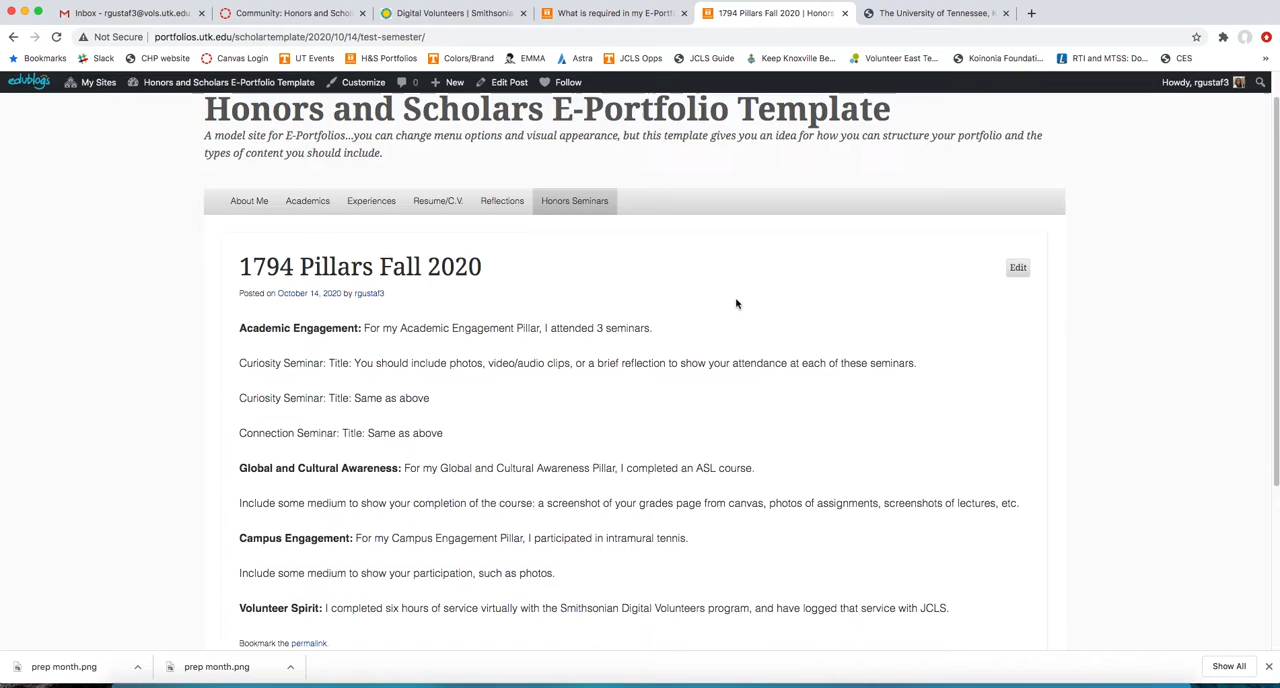 Inbox - rgustaf3@vols.utk.edu
Community: Honors and Schol
Digital Volunteers | Smithsonia
What is required in my E-Portf
1794 Pillars Fall 2020 | Honors
The University of Tennessee, K
Not Secure | portfolios.utk.edu/scholartemplate/2020/10/14/test-semester/
Bookmarks Slack CHP website Canvas Login UT Events H&S Portfolios Colors/Brand EMMA Astra JCLS Opps JCLS Guide Keep Knoxville Be... Volunteer East Te... Koinonia Foundati... RTI and MTSS: Do... CES »
edublogs My Sites Honors and Scholars E-Portfolio Template Customize 0 + New Edit Post Follow Howdy, rgustaf3
Honors and Scholars E-Portfolio Template
A model site for E-Portfolios...you can change menu options and visual appearance, but this template gives you an idea for how you can structure your portfolio and the
types of content you should include.
About Me Academics Experiences Resume/C.V. Reflections Honors Seminars
1794 Pillars Fall 2020
Edit
Posted on October 14, 2020 by rgustaf3
Academic Engagement: For my Academic Engagement Pillar, I attended 3 seminars.
Curiosity Seminar: Title: You should include photos, video/audio clips, or a brief reflection to show your attendance at each of these seminars.
Curiosity Seminar: Title: Same as above
Connection Seminar: Title: Same as above
Global and Cultural Awareness: For my Global and Cultural Awareness Pillar, I completed an ASL course.
Include some medium to show your completion of the course: a screenshot of your grades page from canvas, photos of assignments, screenshots of lectures, etc.
Campus Engagement: For my Campus Engagement Pillar, I participated in intramural tennis.
Include some medium to show your participation, such as photos.
Volunteer Spirit: I completed six hours of service virtually with the Smithsonian Digital Volunteers program, and have logged that service with JCLS.
Bookmark the permalink.
prep month.png prep month.png Show All